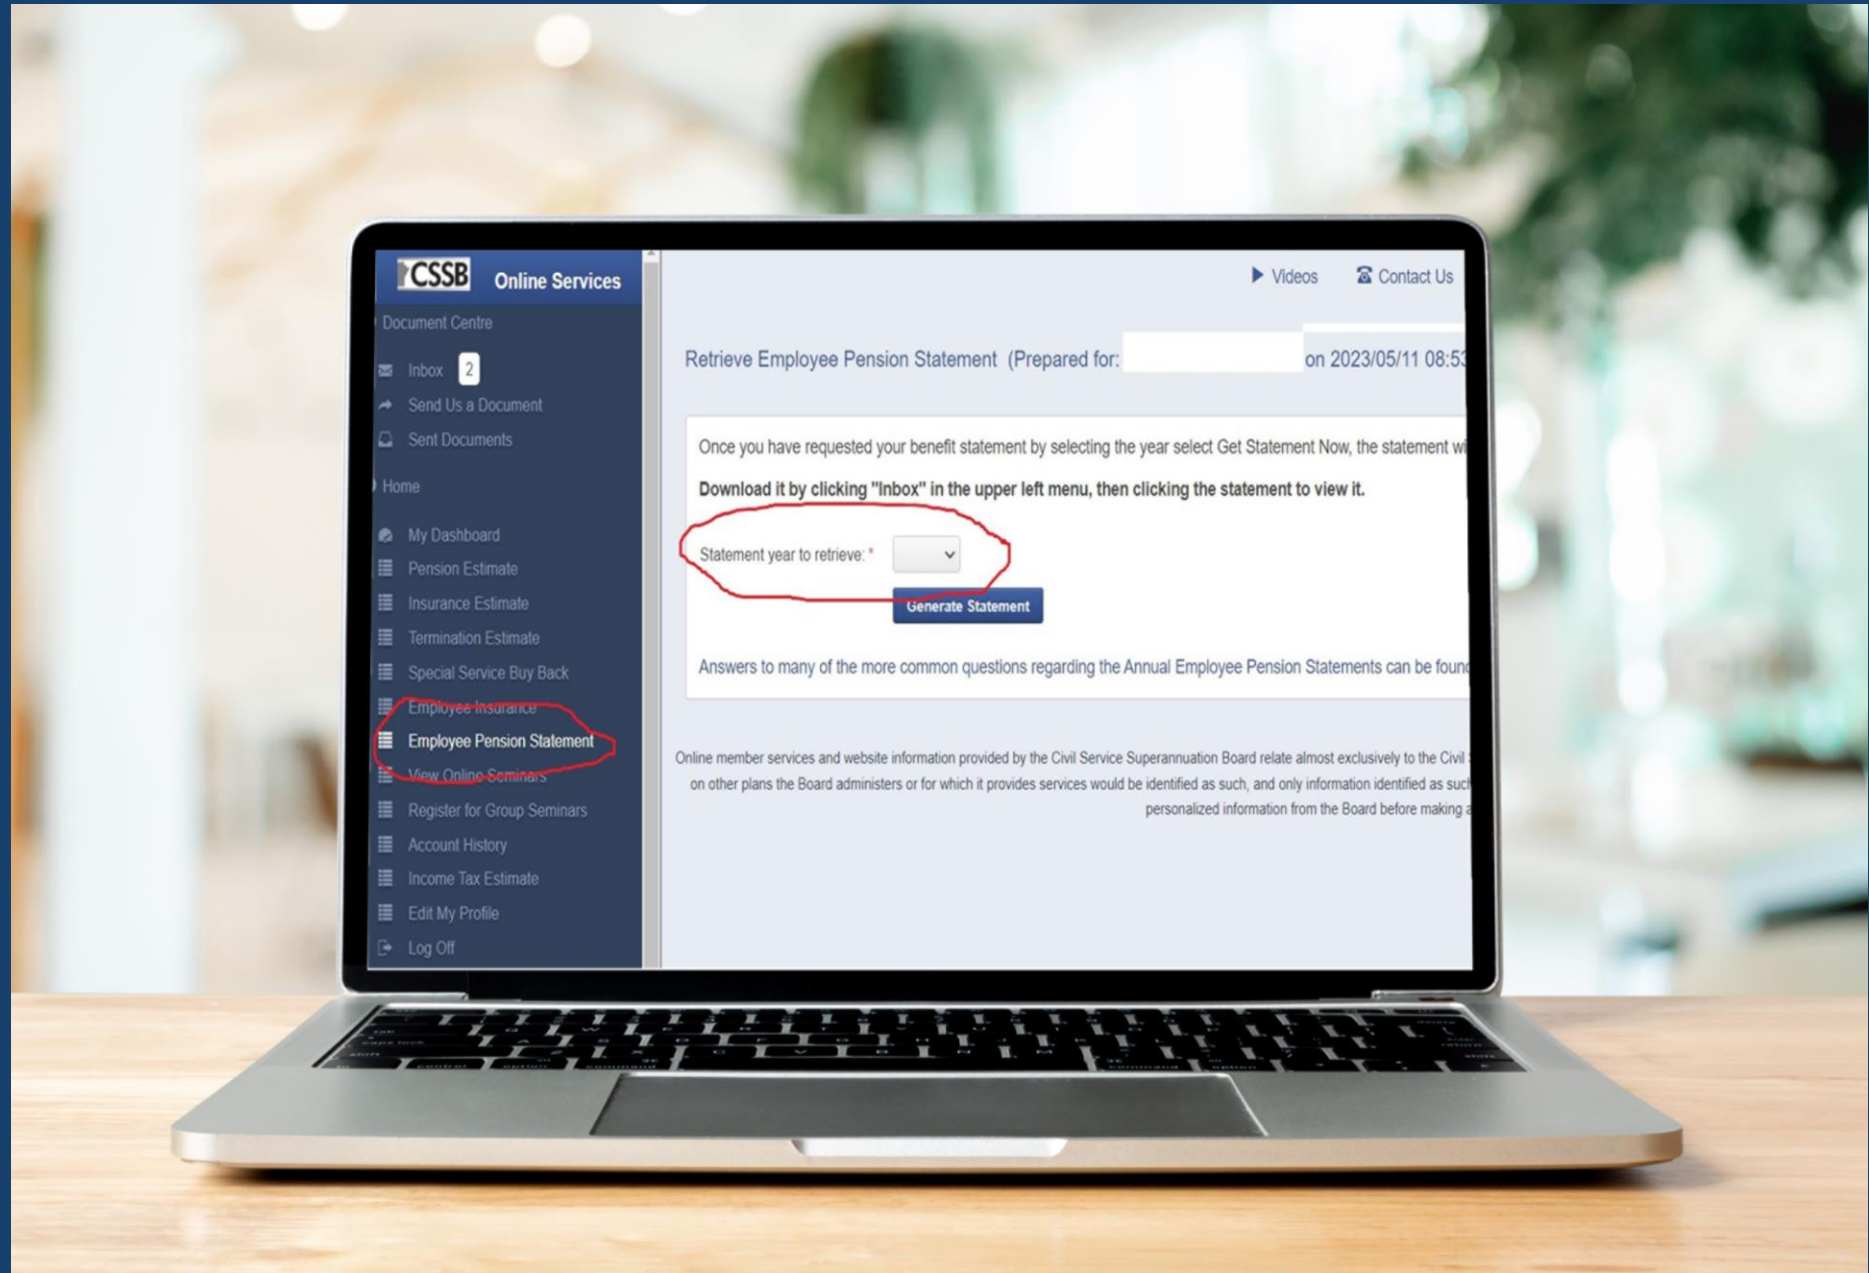 CSSB Online Services
Document Centre
Inbox 2
Send Us a Document
Sent Documents
Home
My Dashboard
Pension Estimate
Insurance Estimate
Termination Estimate
Special Service Buy Back
Employee Insurance
Employee Pension Statement
View Online Seminars
Register for Group Seminars
Account History
Income Tax Estimate
Edit My Profile
Log Off
Videos Contact Us
Retrieve Employee Pension Statement (Prepared for: on 2023/05/11 08:53
Once you have requested your benefit statement by selecting the year select Get Statement Now, the statement wi
Download it by clicking "Inbox" in the upper left menu, then clicking the statement to view it.
Statement year to retrieve: *
Generate Statement
Answers to many of the more common questions regarding the Annual Employee Pension Statements can be foun
Online member services and website information provided by the Civil Service Superannuation Board relate almost exclusively to the Civil
on other plans the Board administers or for which it provides services would be identified as such, and only information identified as such
personalized information from the Board before making a